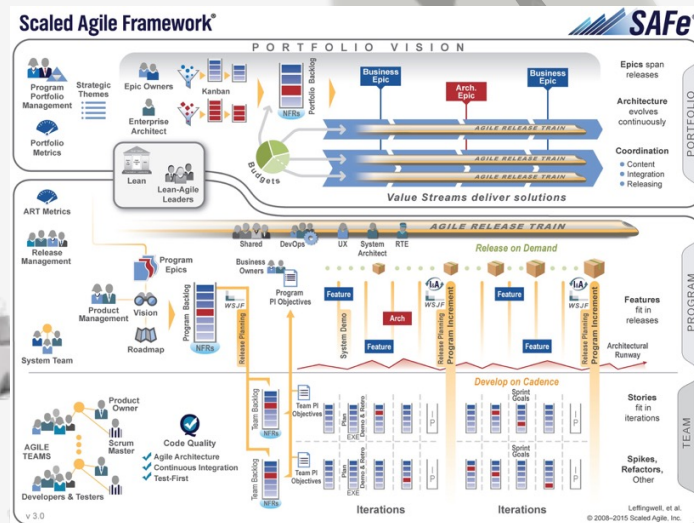 Scaled Agile Framework®
SAFe®
PORTFOLIO VISION
Program
Portfolio
Management
Strategic
Themes
Portfolio
Metrics
Epic Owners
Enterprise
Architect
Kanban
Portfolio Backlog
NFRs
Business
Epic
Arch.
Epic
Business
Epic
AGILE RELEASE TRAIN
AGILE RELEASE TRAIN
AGILE RELEASE TRAIN
Budgets
Value Streams deliver solutions
Epics span
releases
Architecture
evolves
continuously
Coordination
Content
Integration
Releasing
PORTFOLIO
Lean
Lean-Agile
Leaders
ART Metrics
Release
Management
Product
Management
System Team
Program
Epics
Vision
Roadmap
Program Backlog
NFRs
WSJF
Release Planning
AGILE RELEASE TRAIN
Shared
DevOps
UX
System
Architect
RTE
Release on Demand
Business
Owners
Program
PI Objectives
Feature
System Demo
Feature
Arch
Feature
I&A
WSJF
Release Planning
Program Increment
Feature
Feature
I&A
WSJF
Release Planning
Program Increment
Architectural
Runway
Features
fit in
releases
PROGRAM
Develop on Cadence
AGILE
TEAMS
Product
Owner
Scrum
Master
Developers & Testers
Code Quality
Agile Architecture
Continuous Integration
Test-First
Team Backlog
NFRs
Team PI
Objectives
Plan
EXE
Demo & Retro
IP
Sprint
Goals
IP
Team Backlog
NFRs
Team PI
Objectives
Plan
EXE
Demo & Retro
IP
Sprint
Goals
IP
Iterations
Iterations
Stories
fit in
iterations
Spikes,
Refactors,
Other
TEAM
v 3.0
Leffingwell, et al.
© 2008–2015 Scaled Agile, Inc.